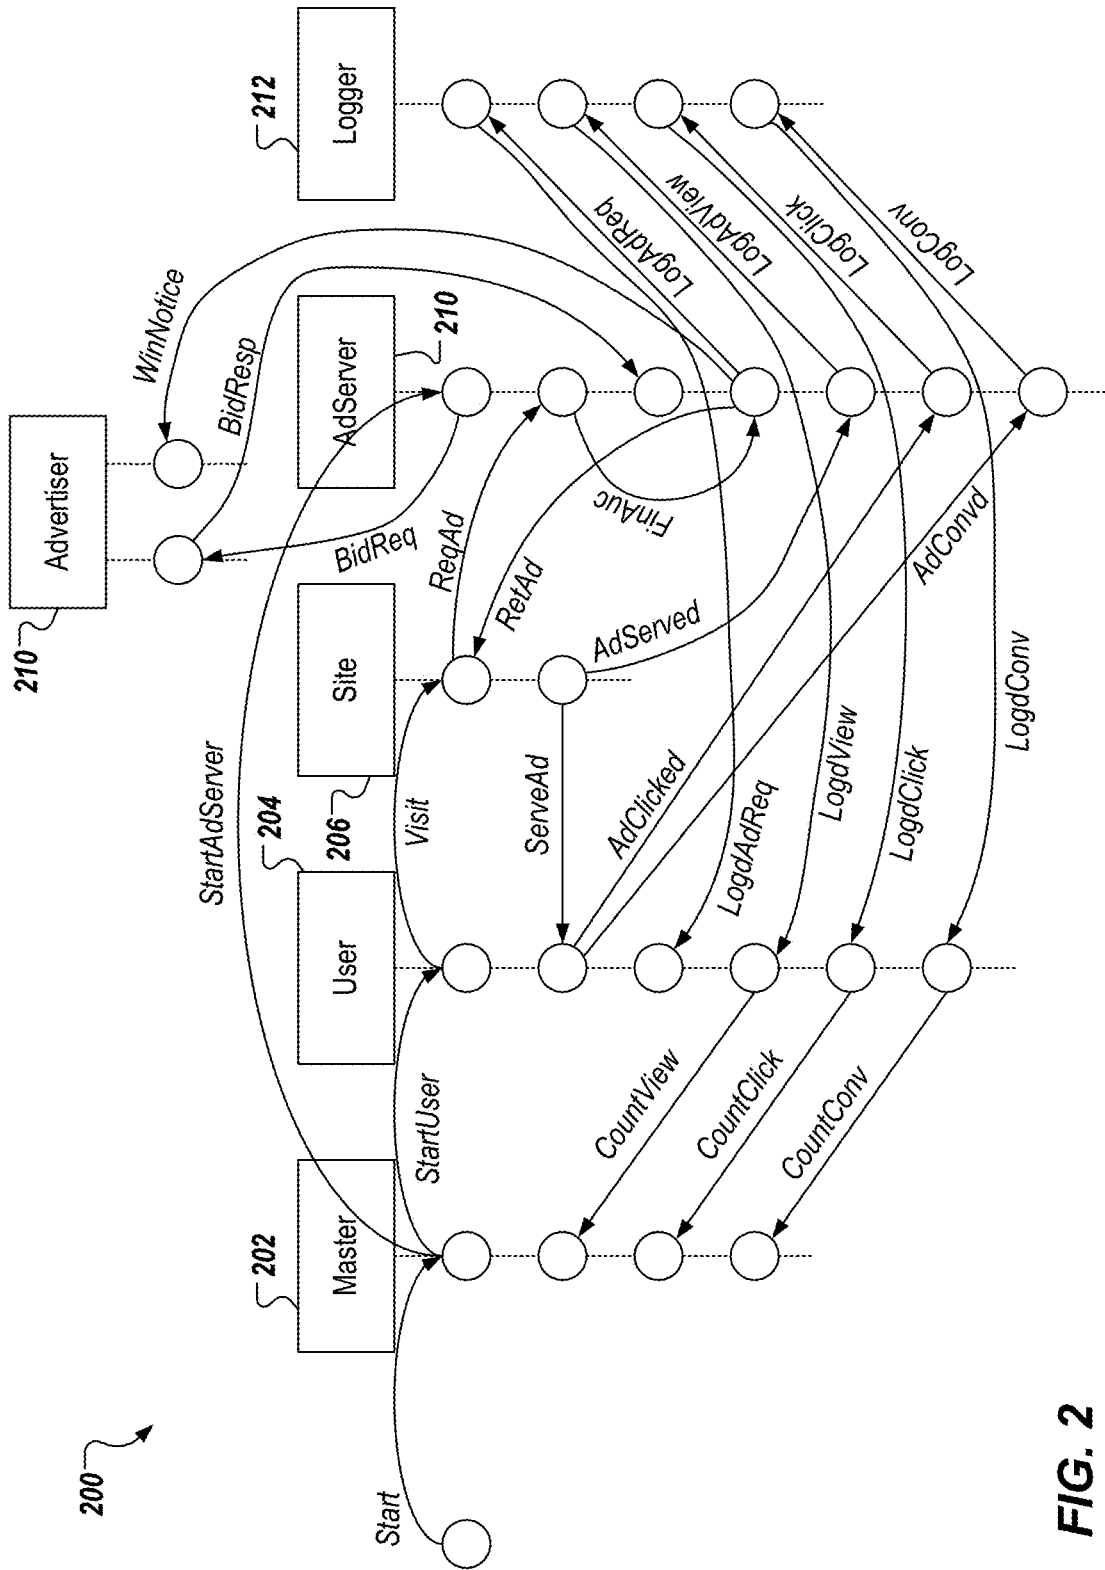 200
210
Advertiser
202
204
206
210
212
Master
User
Site
AdServer
Logger
Start
StartUser
StartAdServer
Visit
BidReq
BidResp
WinNotice
ReqAd
RetAd
FinAuc
ServeAd
AdServed
AdClicked
AdConvd
LogAdReq
LogAdView
LogClick
LogConv
LogdAdReq
LogdView
LogdClick
LogdConv
CountView
CountClick
CountConv
FIG. 2